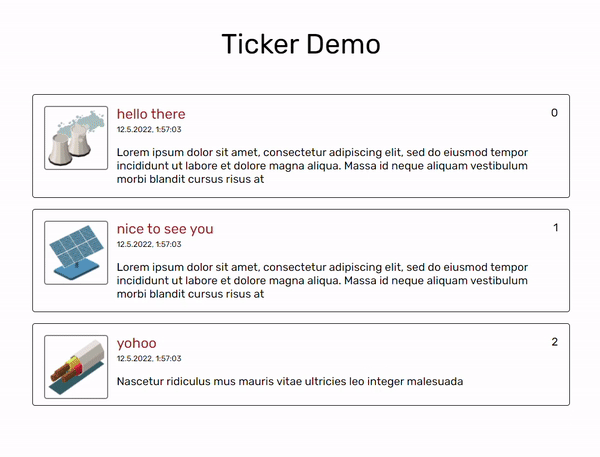 Ticker Demo
hello there
0
12.5.2022, 1:57:03
Lorem ipsum dolor sit amet, consectetur adipiscing elit, sed do eiusmod tempor
incididunt ut labore et dolore magna aliqua. Massa id neque aliquam vestibulum
morbi blandit cursus risus at
nice to see you
1
12.5.2022, 1:57:03
Lorem ipsum dolor sit amet, consectetur adipiscing elit, sed do eiusmod tempor
incididunt ut labore et dolore magna aliqua. Massa id neque aliquam vestibulum
morbi blandit cursus risus at
yohoo
2
12.5.2022, 1:57:03
Nascetur ridiculus mus mauris vitae ultricies leo integer malesuada